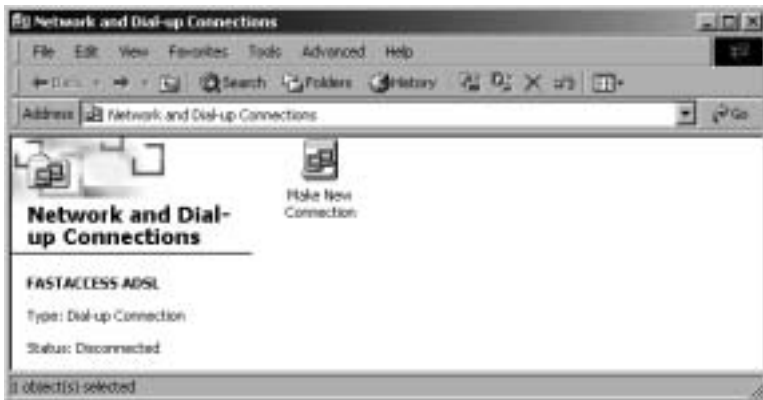 Network and Dial-up Connections
File Edit View Favorites Tools Advanced Help
Search Folders History
Address Network and Dial-up Connections Go
Make New
Connection
Network and Dial-
up Connections
FASTACCESS ADSL
Type: Dial-up Connection
Status: Disconnected
object(s) selected